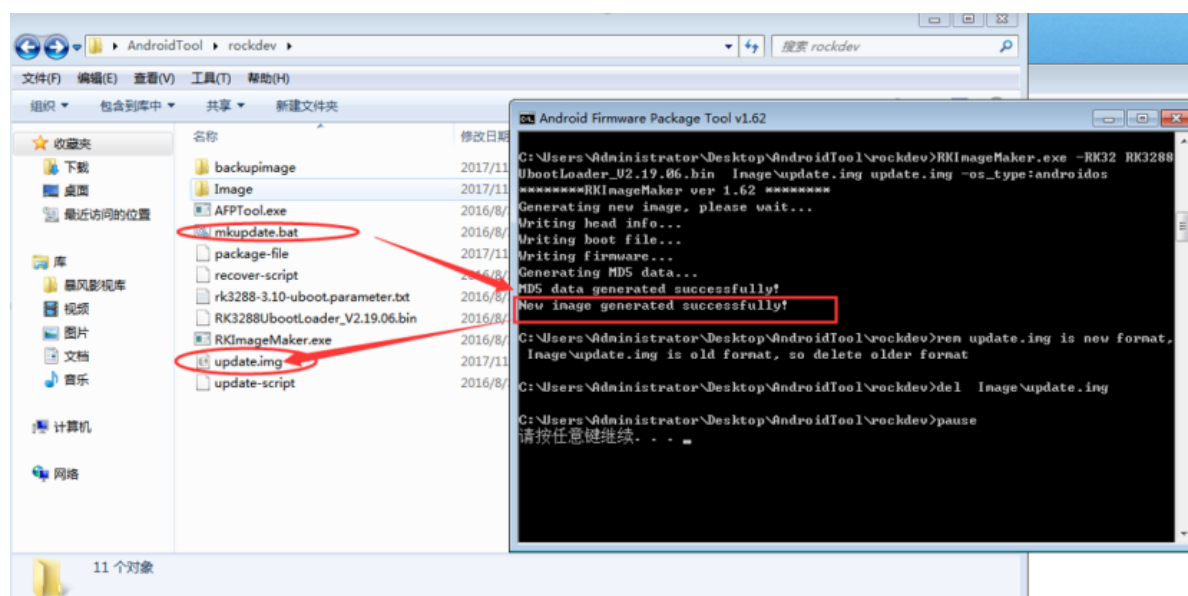 AndroidTool ▸ rockdev ▸
搜索 rockdev
文件(F) 编辑(E) 查看(V) 工具(T) 帮助(H)
组织 包含到库中 共享 新建文件夹
收藏夹
下载
桌面
最近访问的位置
库
暴风影视库
视频
图片
文档
音乐
计算机
网络
名称 修改日期
backupimage 2017/11
Image 2017/11
AFPTool.exe 2016/8/
mkupdate.bat 2016/8/
package-file 2017/11
recover-script 2016/8/
rk3288-3.10-uboot.parameter.txt 2016/8/
RK3288UbootLoader_V2.19.06.bin 2016/8/
RKImageMaker.exe 2016/8/
update.img 2017/11
update-script 2016/8/
11 个对象
Android Firmware Package Tool v1.62
C:\Users\Administrator\Desktop\AndroidTool\rockdev>RKImageMaker.exe -RK32 RK3288
UbootLoader_V2.19.06.bin Image\update.img update.img -os_type:androidos
********RKImageMaker ver 1.62 ********
Generating new image, please wait...
Writing head info...
Writing boot file...
Writing firmware...
Generating MD5 data...
MD5 data generated successfully!
New image generated successfully!
C:\Users\Administrator\Desktop\AndroidTool\rockdev>rem update.img is new format,
Image\update.img is old format, so delete older format
C:\Users\Administrator\Desktop\AndroidTool\rockdev>del Image\update.img
C:\Users\Administrator\Desktop\AndroidTool\rockdev>pause
请按任意键继续. . .